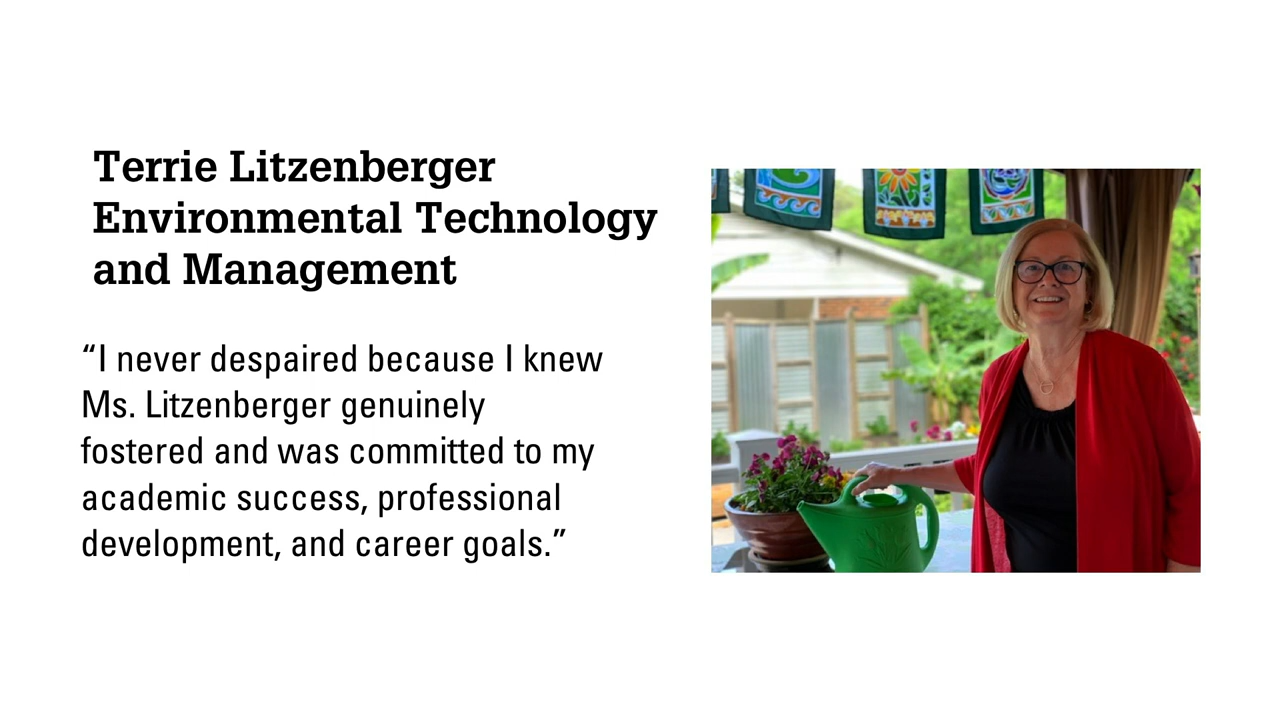 Terrie Litzenberger
Environmental Technology
and Management
“I never despaired because I knew
Ms. Litzenberger genuinely
fostered and was committed to my
academic success, professional
development, and career goals.”